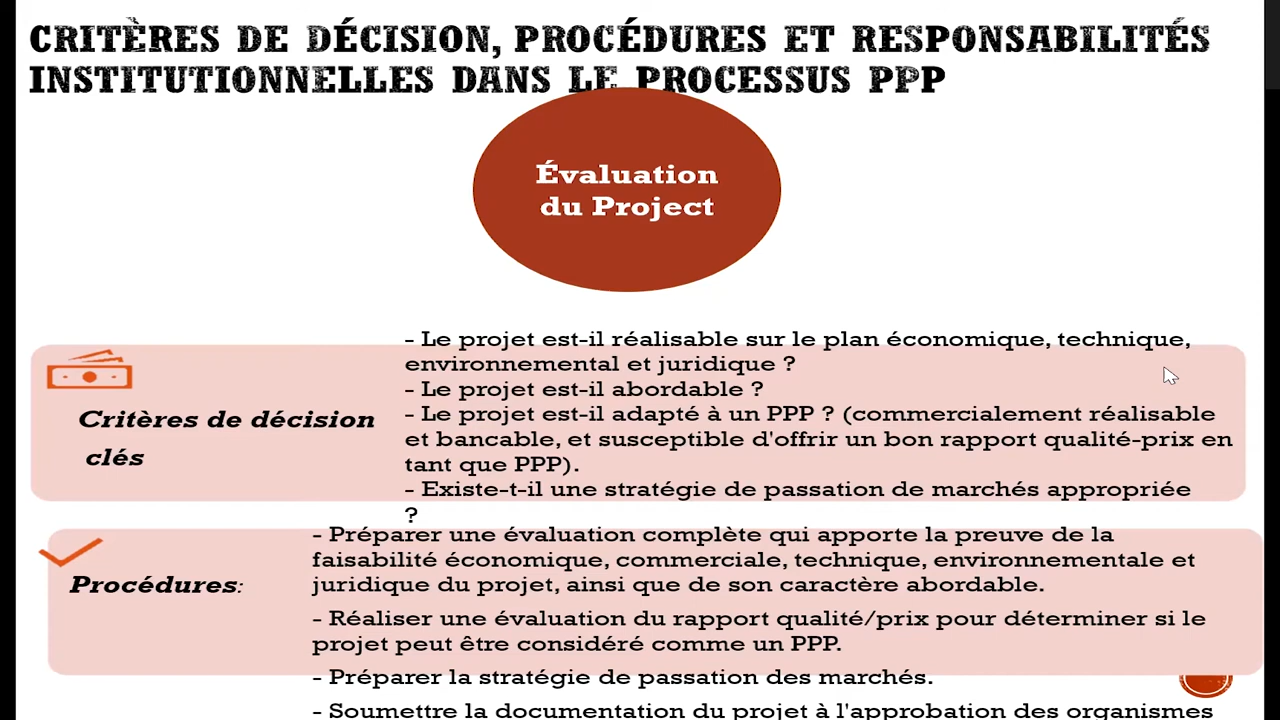 CRITÈRES DE DÉCISION, PROCÉDURES ET RESPONSABILITÉS
INSTITUTIONNELLES DANS LE PROCESSUS PPP
Évaluation
du Project
Critères de décision
clés
- Le projet est-il réalisable sur le plan économique, technique,
environnemental et juridique ?
- Le projet est-il abordable ?
- Le projet est-il adapté à un PPP ? (commercialement réalisable
et bancable, et susceptible d'offrir un bon rapport qualité-prix en
tant que PPP).
- Existe-t-il une stratégie de passation de marchés appropriée
?
Procédures:
- Préparer une évaluation complète qui apporte la preuve de la
faisabilité économique, commerciale, technique, environnementale et
juridique du projet, ainsi que de son caractère abordable.
- Réaliser une évaluation du rapport qualité/prix pour déterminer si le
projet peut être considéré comme un PPP.
- Préparer la stratégie de passation des marchés.
- Soumettre la documentation du projet à l'approbation des organismes